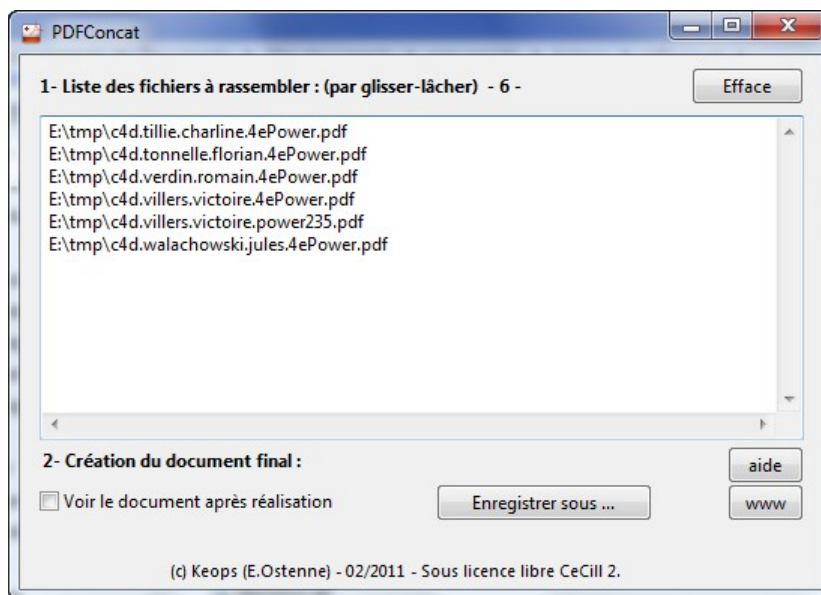 PDFConcat
1- Liste des fichiers à rassembler : (par glisser-lâcher) - 6 -
Efface
E:\tmp\c4d.tillie.charline.4ePower.pdf
E:\tmp\c4d.tonnelle.florian.4ePower.pdf
E:\tmp\c4d.verdin.romain.4ePower.pdf
E:\tmp\c4d.villers.victoire.4ePower.pdf
E:\tmp\c4d.villers.victoire.power235.pdf
E:\tmp\c4d.walachowski.jules.4ePower.pdf
2- Création du document final :
aide
Voir le document après réalisation
Enregistrer sous ...
www
(c) Keops (E.Ostenne) - 02/2011 - Sous licence libre CeCill 2.